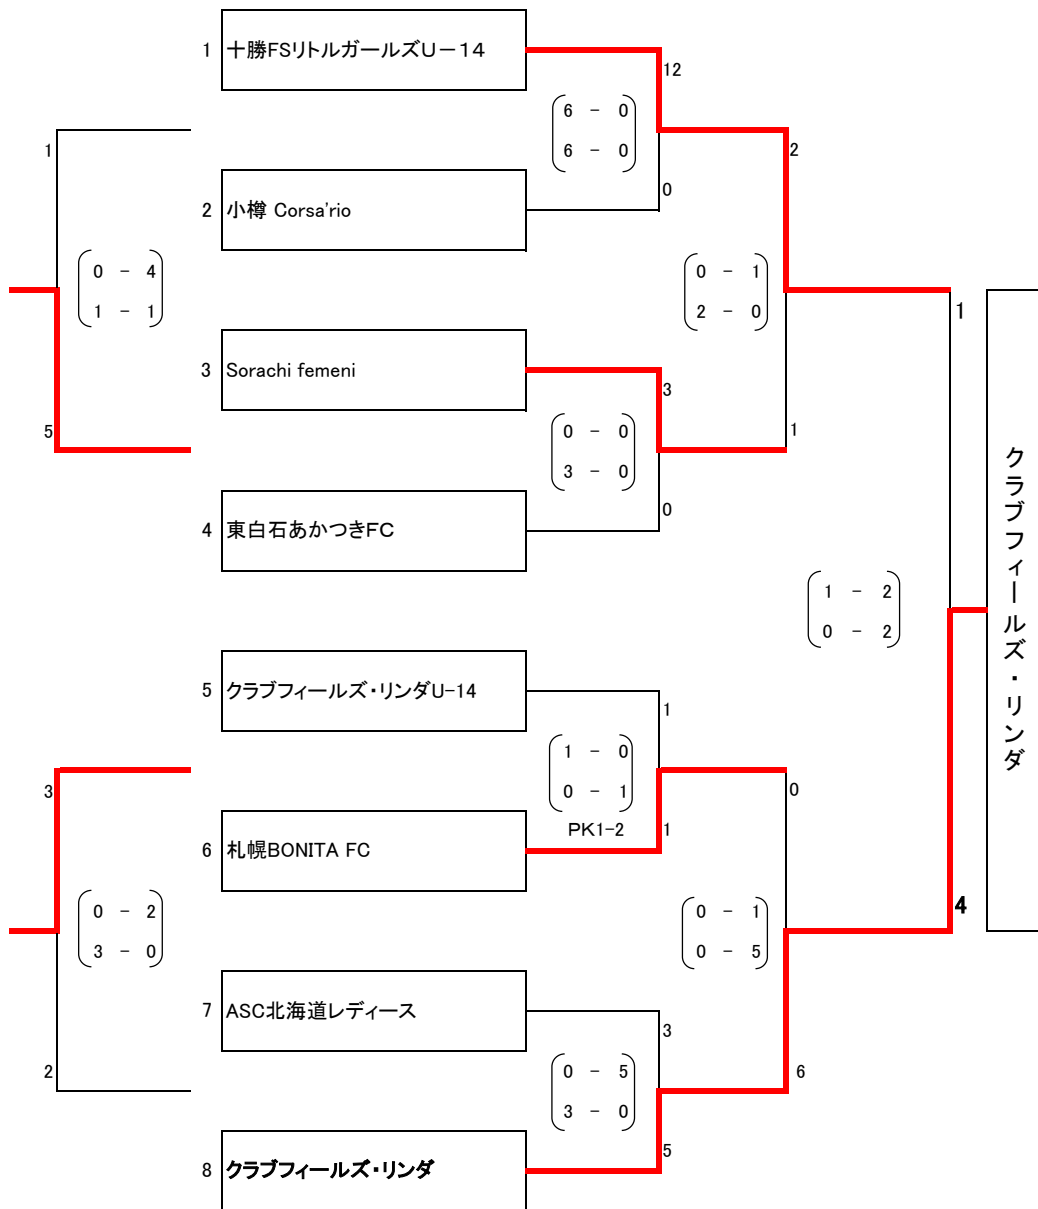 1 十勝FSリトルガールズU－14
12
6 － 0
1
6 － 0
2
0
2 小樽 Corsa'rio
0 － 4
0 － 1
1 － 1
2 － 0
1
3 Sorachi femeni
3
5
0 － 0
1
3 － 0
0
4 東白石あかつきFC
クラブフィールズ・リンダ
1 － 2
0 － 2
5 クラブフィールズ・リンダU-14
1
1 － 0
3
0 － 1
0
PK1-2
1
6 札幌BONITA FC
4
0 － 2
0 － 1
3 － 0
0 － 5
7 ASC北海道レディース
3
2
0 － 5
6
3 － 0
5
8 クラブフィールズ・リンダ